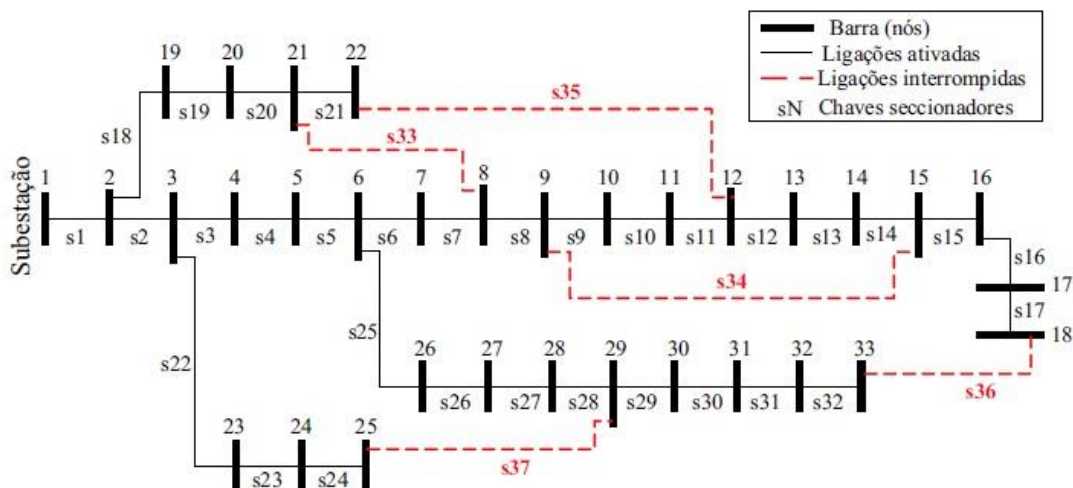 Barra (nós)
Ligações ativadas
Ligações interrompidas
sN Chaves seccionadores
19 20 21 22
s19 s20 s21
s35
s33
s18
Subestação
1 2 3 4 5 6 7 8 9 10 11 12 13 14 15 16
s1 s2 s3 s4 s5 s6 s7 s8 s9 s10 s11 s12 s13 s14 s15
s16
17
s34
s17
18
s25
s22
26 27 28 29 30 31 32 33
s26 s27 s28 s29 s30 s31 s32
s36
23 24 25
s37
s23 s24